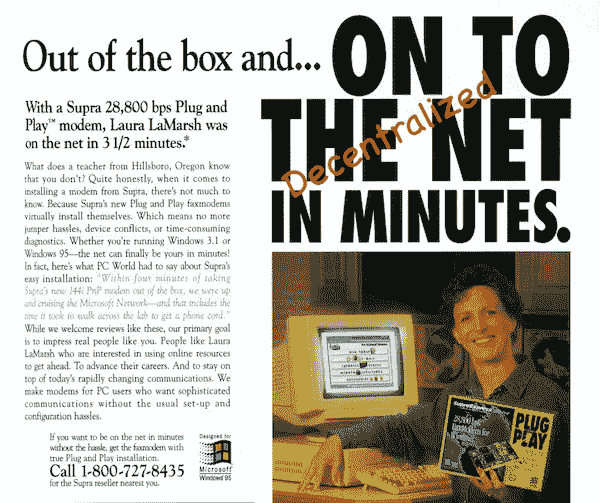 Out of the box and... ON TO
THE NET
IN MINUTES.
Decentralized
With a Supra 28,800 bps Plug and
Play™ modem, Laura LaMarsh was
on the net in 3 1/2 minutes.*
What does a teacher from Hillsboro, Oregon know
that you don't? Quite honestly, when it comes to
installing a modem from Supra, there's not much to
know. Because Supra's new Plug and Play faxmodems
virtually install themselves. Which means no more
jumper hassles, device conflicts, or time-consuming
diagnostics. Whether you're running Windows 3.1 or
Windows 95—the net can finally be yours in minutes!
In fact, here's what PC World had to say about Supra's
easy installation: "Within four minutes of taking
Supra's new 144i PnP modem out of the box, we were up
and cruising the Microsoft Network—and that includes the
time it took to walk across the lab to get a phone cord."
While we welcome reviews like these, our primary goal
is to impress real people like you. People like Laura
LaMarsh who are interested in using online resources
to get ahead. To advance their careers. And to stay on
top of today's rapidly changing communications. We
make modems for PC users who want sophisticated
communications without the usual set-up and
configuration hassles.
If you want to be on the net in minutes
without the hassle, get the faxmodem with
true Plug and Play installation.
Call 1-800-727-8435
for the Supra reseller nearest you.
Designed for
Microsoft
Windows 95
PLUG
PLAY